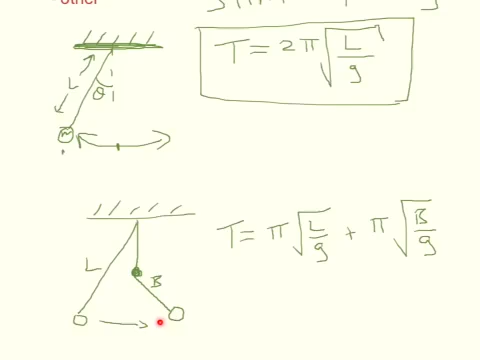 other
T = 2π√(L/g)
L
θ
m
T = π√(L/g) + π√(B/g)
L
B